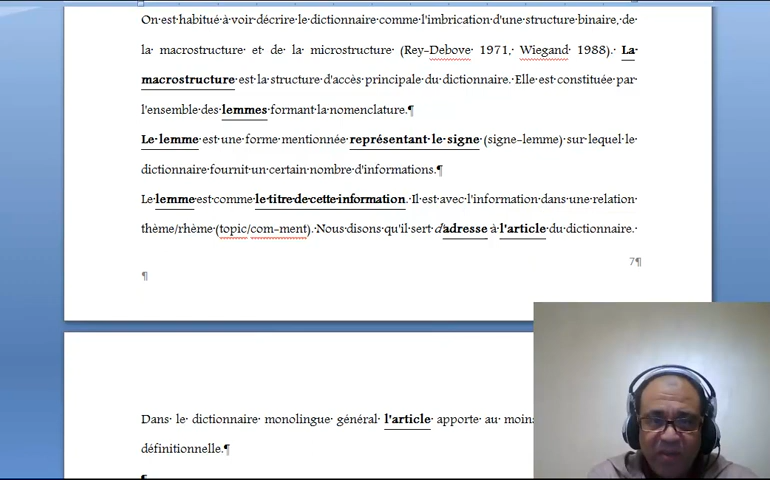 On est habitué à voir décrire le dictionnaire comme l'imbrication d'une structure binaire, de
la macrostructure et de la microstructure (Rey-Debove 1971, Wiegand 1988). La
macrostructure est la structure d'accès principale du dictionnaire. Elle est constituée par
l'ensemble des lemmes formant la nomenclature.¶
Le lemme est une forme mentionnée représentant le signe (signe-lemme) sur lequel le
dictionnaire fournit un certain nombre d'informations.¶
Le lemme est comme le titre de cette information. Il est avec l'information dans une relation
thème/rhème (topic/com-ment). Nous disons qu'il sert d'adresse à l'article du dictionnaire.
7¶
¶
Dans le dictionnaire monolingue général l'article apporte au moins
définitionnelle.¶